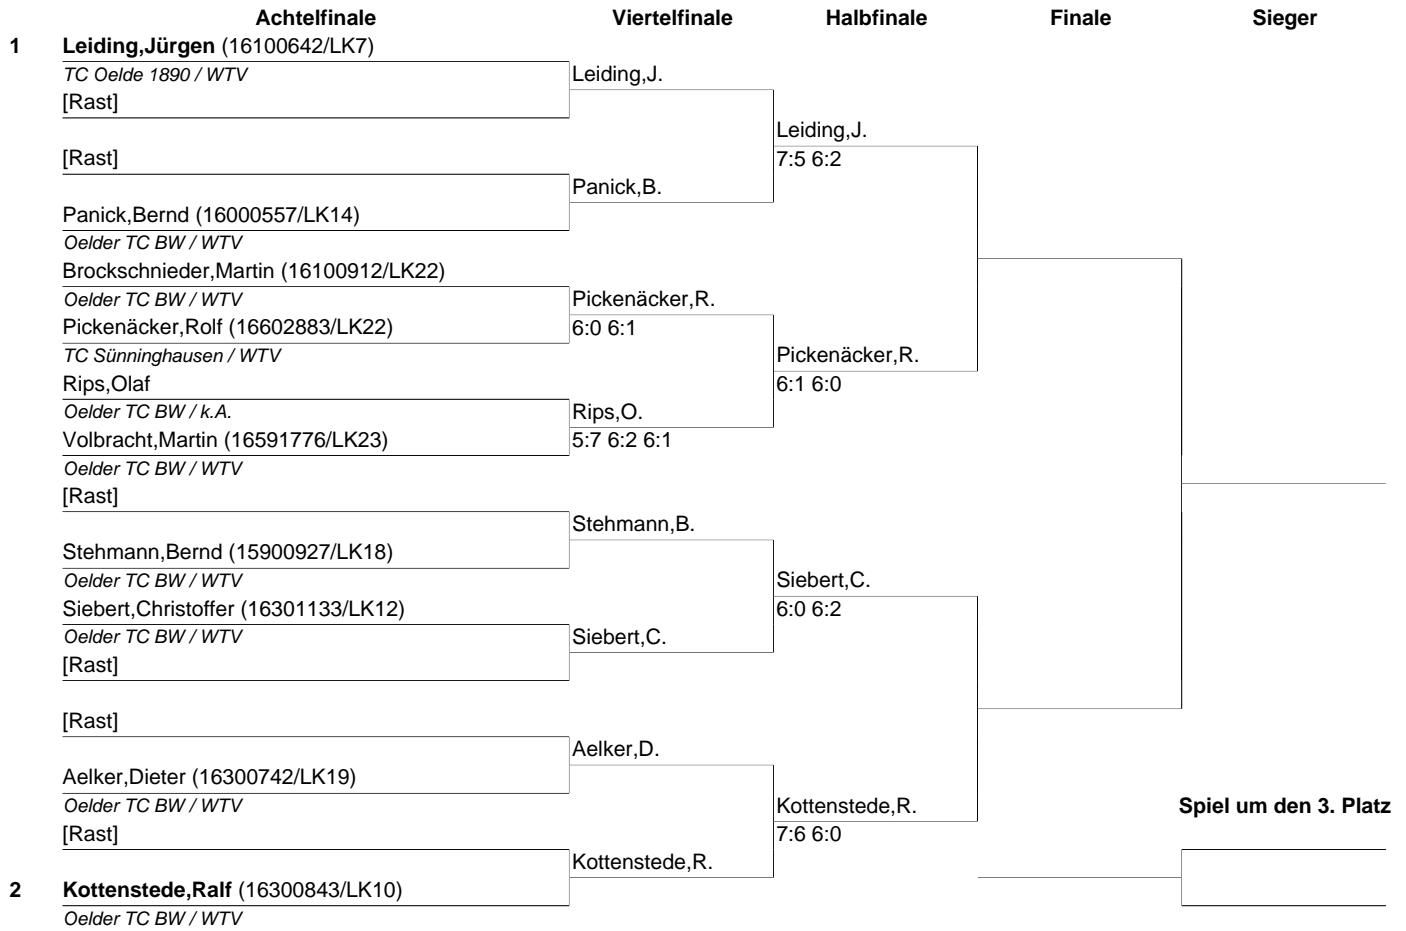 Achtelfinale Viertelfinale Halbfinale Finale Sieger
1 Leiding,Jürgen (16100642/LK7)
TC Oelde 1890 / WTV Leiding,J.
[Rast]
Leiding,J.
[Rast] 7:5 6:2
Panick,B.
Panick,Bernd (16000557/LK14)
Oelder TC BW / WTV
Brockschnieder,Martin (16100912/LK22)
Oelder TC BW / WTV Pickenäcker,R.
Pickenäcker,Rolf (16602883/LK22) 6:0 6:1
TC Sünninghausen / WTV Pickenäcker,R.
Rips,Olaf 6:1 6:0
Oelder TC BW / k.A. Rips,O.
Volbracht,Martin (16591776/LK23) 5:7 6:2 6:1
Oelder TC BW / WTV
[Rast]
Stehmann,B.
Stehmann,Bernd (15900927/LK18)
Oelder TC BW / WTV Siebert,C.
Siebert,Christoffer (16301133/LK12) 6:0 6:2
Oelder TC BW / WTV Siebert,C.
[Rast]
[Rast]
Aelker,D.
Aelker,Dieter (16300742/LK19)
Oelder TC BW / WTV Kottenstede,R. Spiel um den 3. Platz
[Rast] 7:6 6:0
Kottenstede,R.
2 Kottenstede,Ralf (16300843/LK10)
Oelder TC BW / WTV